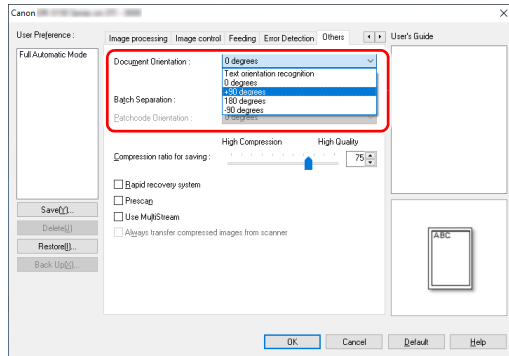 Canon
User Preference :
Full Automatic Mode
Save(Y)...
Delete(J)
Restore(I)...
Back Up(K)...
Image processing Image control Feeding Error Detection Others
Document Orientation : 0 degrees
Text orientation recognition
0 degrees
+90 degrees
180 degrees
-90 degrees
Batch Separation :
Patchcode Orientation : 0 degrees
High Compression High Quality
Compression ratio for saving : 75
Rapid recovery system
Prescan
Use MultiStream
Always transfer compressed images from scanner
User's Guide
ABC
OK Cancel Default Help